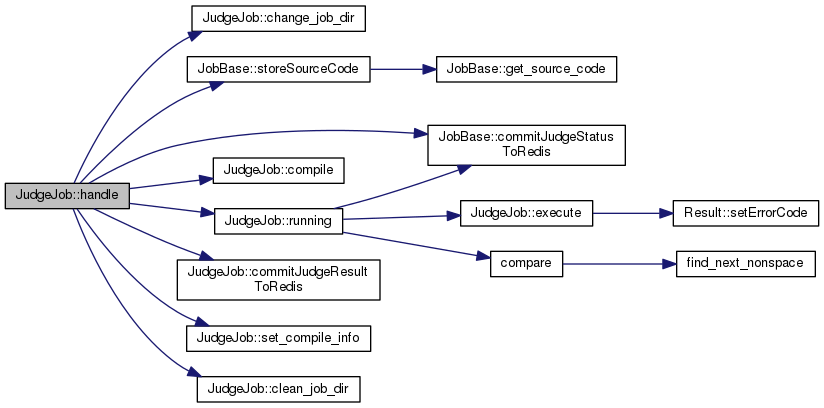 JudgeJob::change_job_dir
JobBase::storeSourceCode
JobBase::get_source_code
JobBase::commitJudgeStatus
ToRedis
JudgeJob::compile
JudgeJob::handle
JudgeJob::running
JudgeJob::execute
Result::setErrorCode
compare
find_next_nonspace
JudgeJob::commitJudgeResult
ToRedis
JudgeJob::set_compile_info
JudgeJob::clean_job_dir